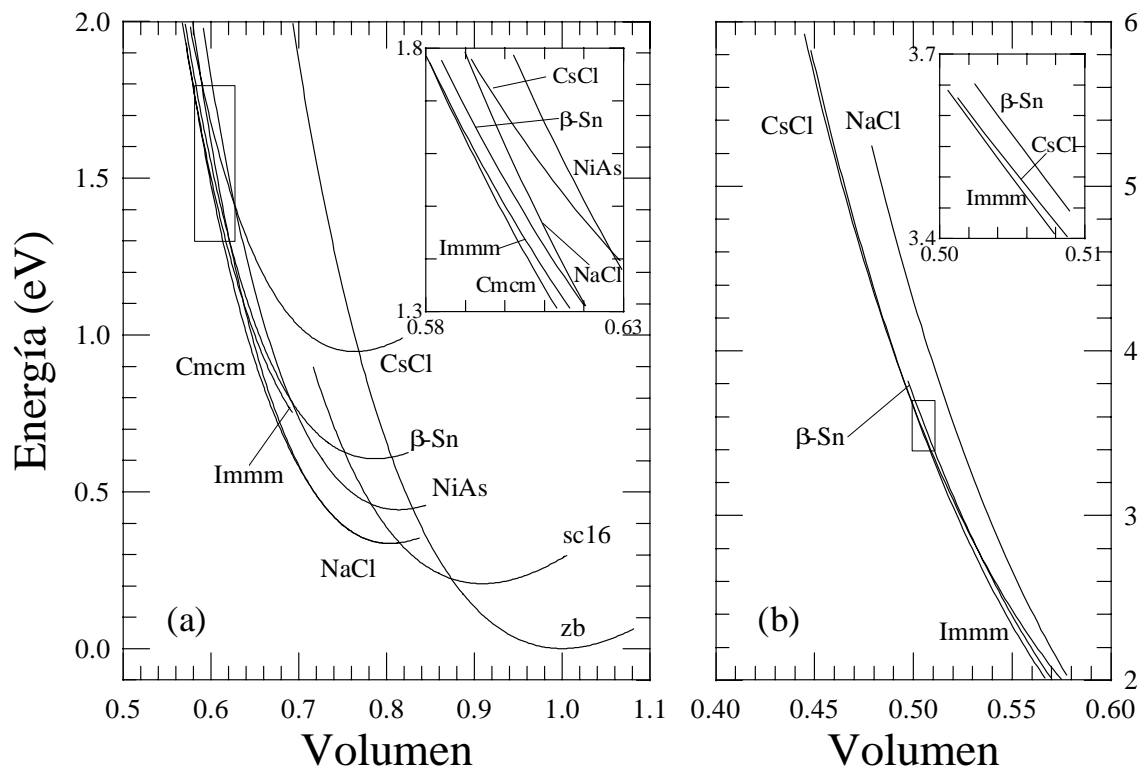 Energía (eV)
2.0
1.5
1.0
0.5
0.0
0.5 0.6 0.7 0.8 0.9 1.0 1.1
Volumen
(a)
Cmcm
Immm
NaCl
CsCl
β-Sn
NiAs
sc16
zb
1.8
1.3
0.58 0.63
CsCl
β-Sn
NiAs
Immm
NaCl
Cmcm
6
5
4
3
2
0.40 0.45 0.50 0.55 0.60
Volumen
(b)
CsCl
NaCl
β-Sn
Immm
3.7
3.4
0.50 0.51
β-Sn
CsCl
Immm